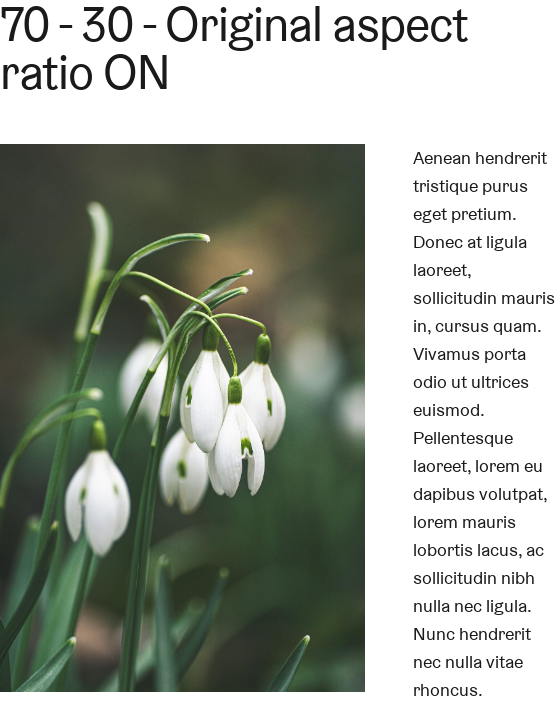 70 - 30 - Original aspect
ratio ON
Aenean hendrerit
tristique purus
eget pretium.
Donec at ligula
laoreet,
sollicitudin mauris
in, cursus quam.
Vivamus porta
odio ut ultrices
euismod.
Pellentesque
laoreet, lorem eu
dapibus volutpat,
lorem mauris
lobortis lacus, ac
sollicitudin nibh
nulla nec ligula.
Nunc hendrerit
nec nulla vitae
rhoncus.